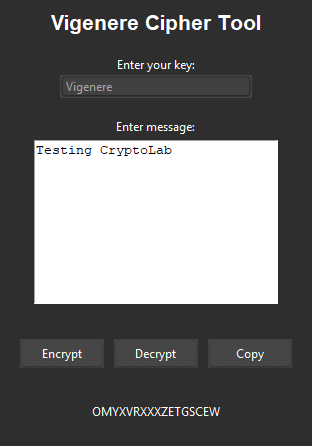 Vigenere Cipher Tool
Enter your key:
Vigenere
Enter message:
Testing CryptoLab
Encrypt Decrypt Copy
OMYXVRXXXZETGSCEW